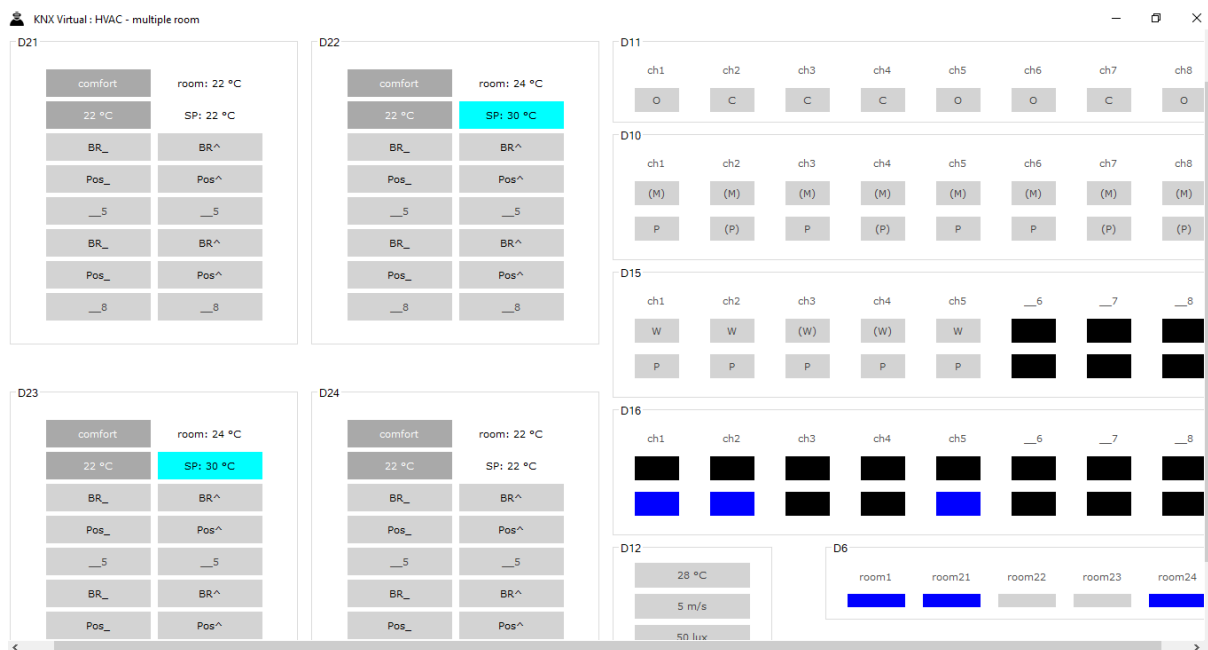 KNX Virtual : HVAC - multiple room
D21
comfort room: 22 °C
22 °C SP: 22 °C
BR_ BR^
Pos_ Pos^
__5 __5
BR_ BR^
Pos_ Pos^
__8 __8
D22
comfort room: 24 °C
22 °C SP: 30 °C
BR_ BR^
Pos_ Pos^
__5 __5
BR_ BR^
Pos_ Pos^
__8 __8
D23
comfort room: 24 °C
22 °C SP: 30 °C
BR_ BR^
Pos_ Pos^
__5 __5
BR_ BR^
Pos_ Pos^
D24
comfort room: 22 °C
22 °C SP: 22 °C
BR_ BR^
Pos_ Pos^
__5 __5
BR_ BR^
Pos_ Pos^
D11
ch1 ch2 ch3 ch4 ch5 ch6 ch7 ch8
O C C C O O C O
D10
ch1 ch2 ch3 ch4 ch5 ch6 ch7 ch8
(M) (M) (M) (M) (M) (M) (M) (M)
P (P) P (P) P P (P) (P)
D15
ch1 ch2 ch3 ch4 ch5 __6 __7 __8
W W (W) (W) W
P P P P P
D16
ch1 ch2 ch3 ch4 ch5 __6 __7 __8
D12
28 °C
5 m/s
50 lux
D6
room1 room21 room22 room23 room24